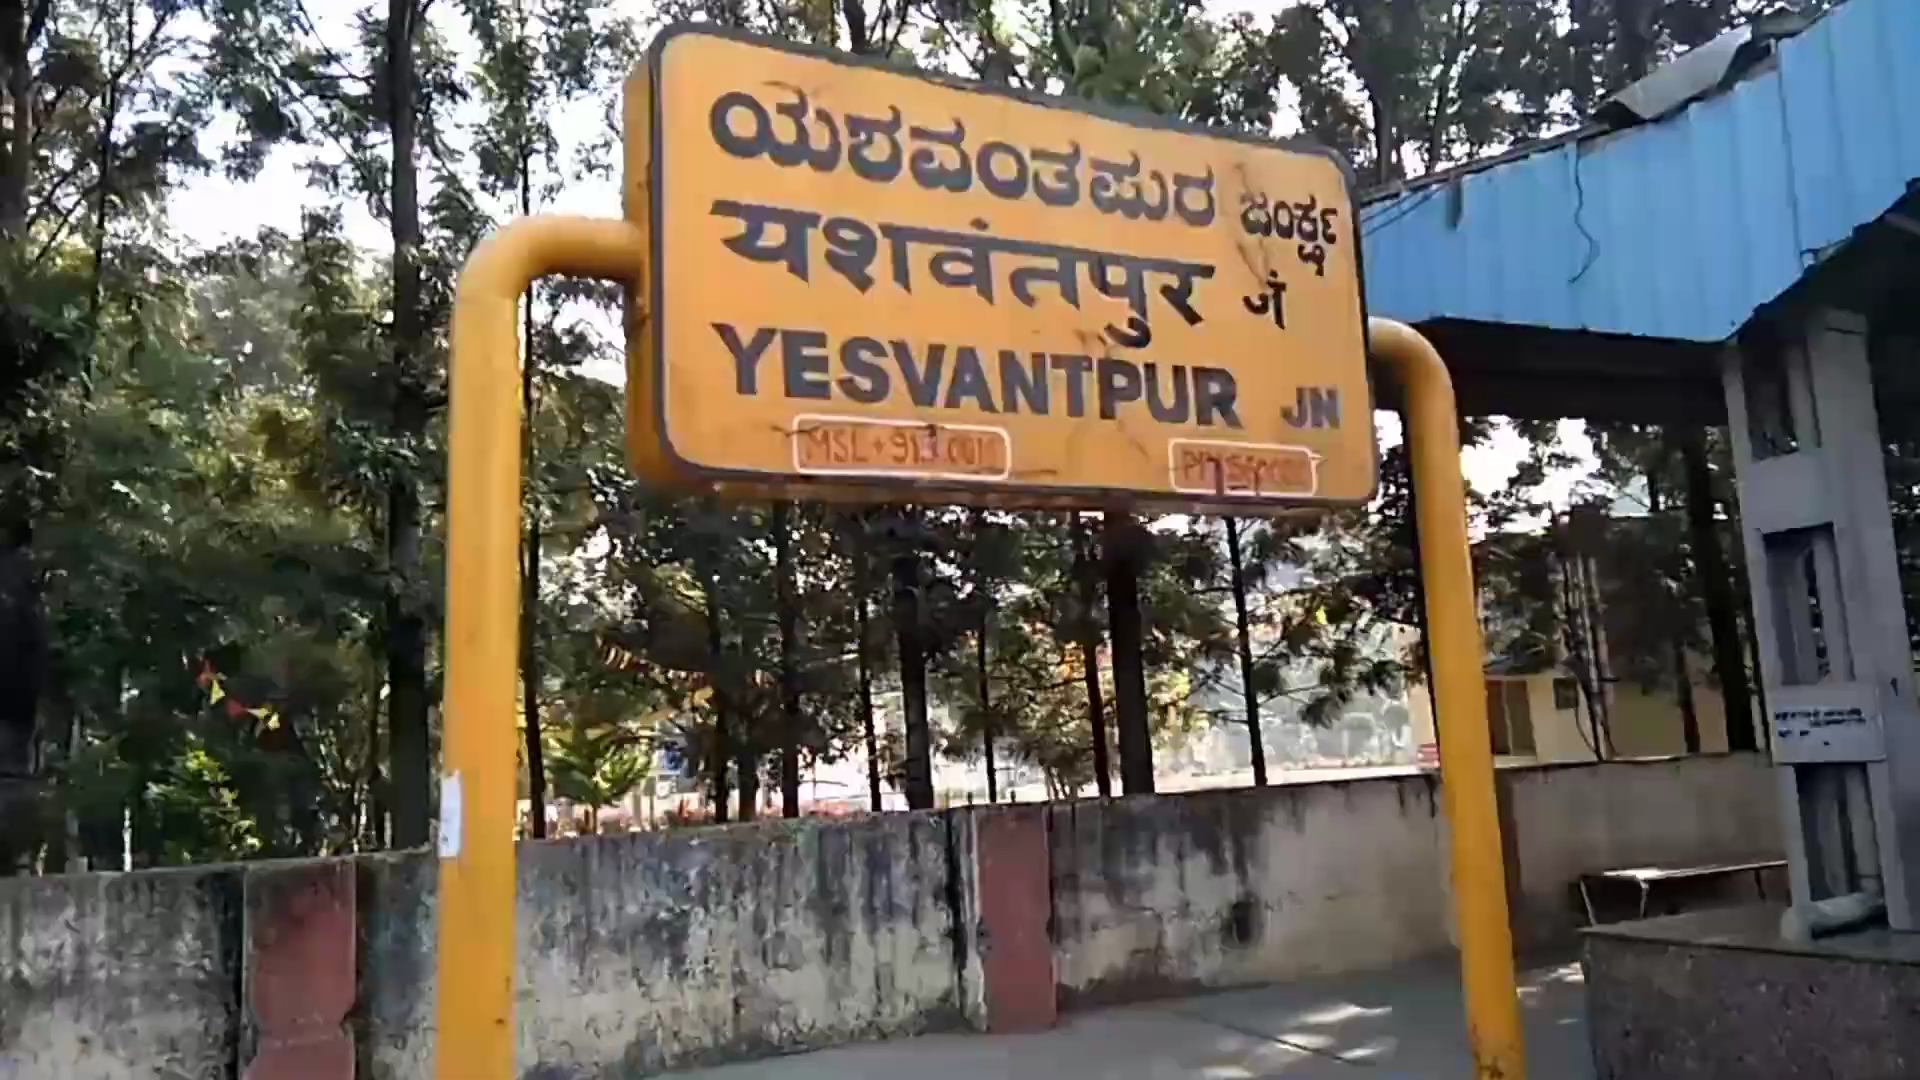 ಯಶವಂತಪುರ ಜಂಕ್ಷ
यशवंतपुर जं
YESVANTPUR JN
MSL+913.001